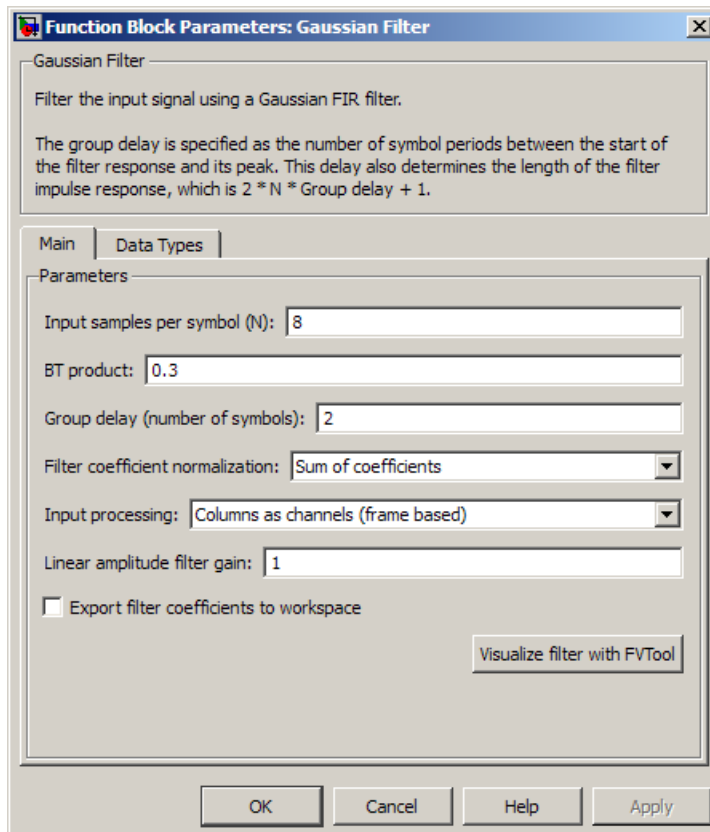 Function Block Parameters: Gaussian Filter
Gaussian Filter
Filter the input signal using a Gaussian FIR filter.
The group delay is specified as the number of symbol periods between the start of
the filter response and its peak. This delay also determines the length of the filter
impulse response, which is 2 * N * Group delay + 1.
Main Data Types
Parameters
Input samples per symbol (N): 8
BT product: 0.3
Group delay (number of symbols): 2
Filter coefficient normalization: Sum of coefficients
Input processing: Columns as channels (frame based)
Linear amplitude filter gain: 1
Export filter coefficients to workspace
Visualize filter with FVTool
OK Cancel Help Apply